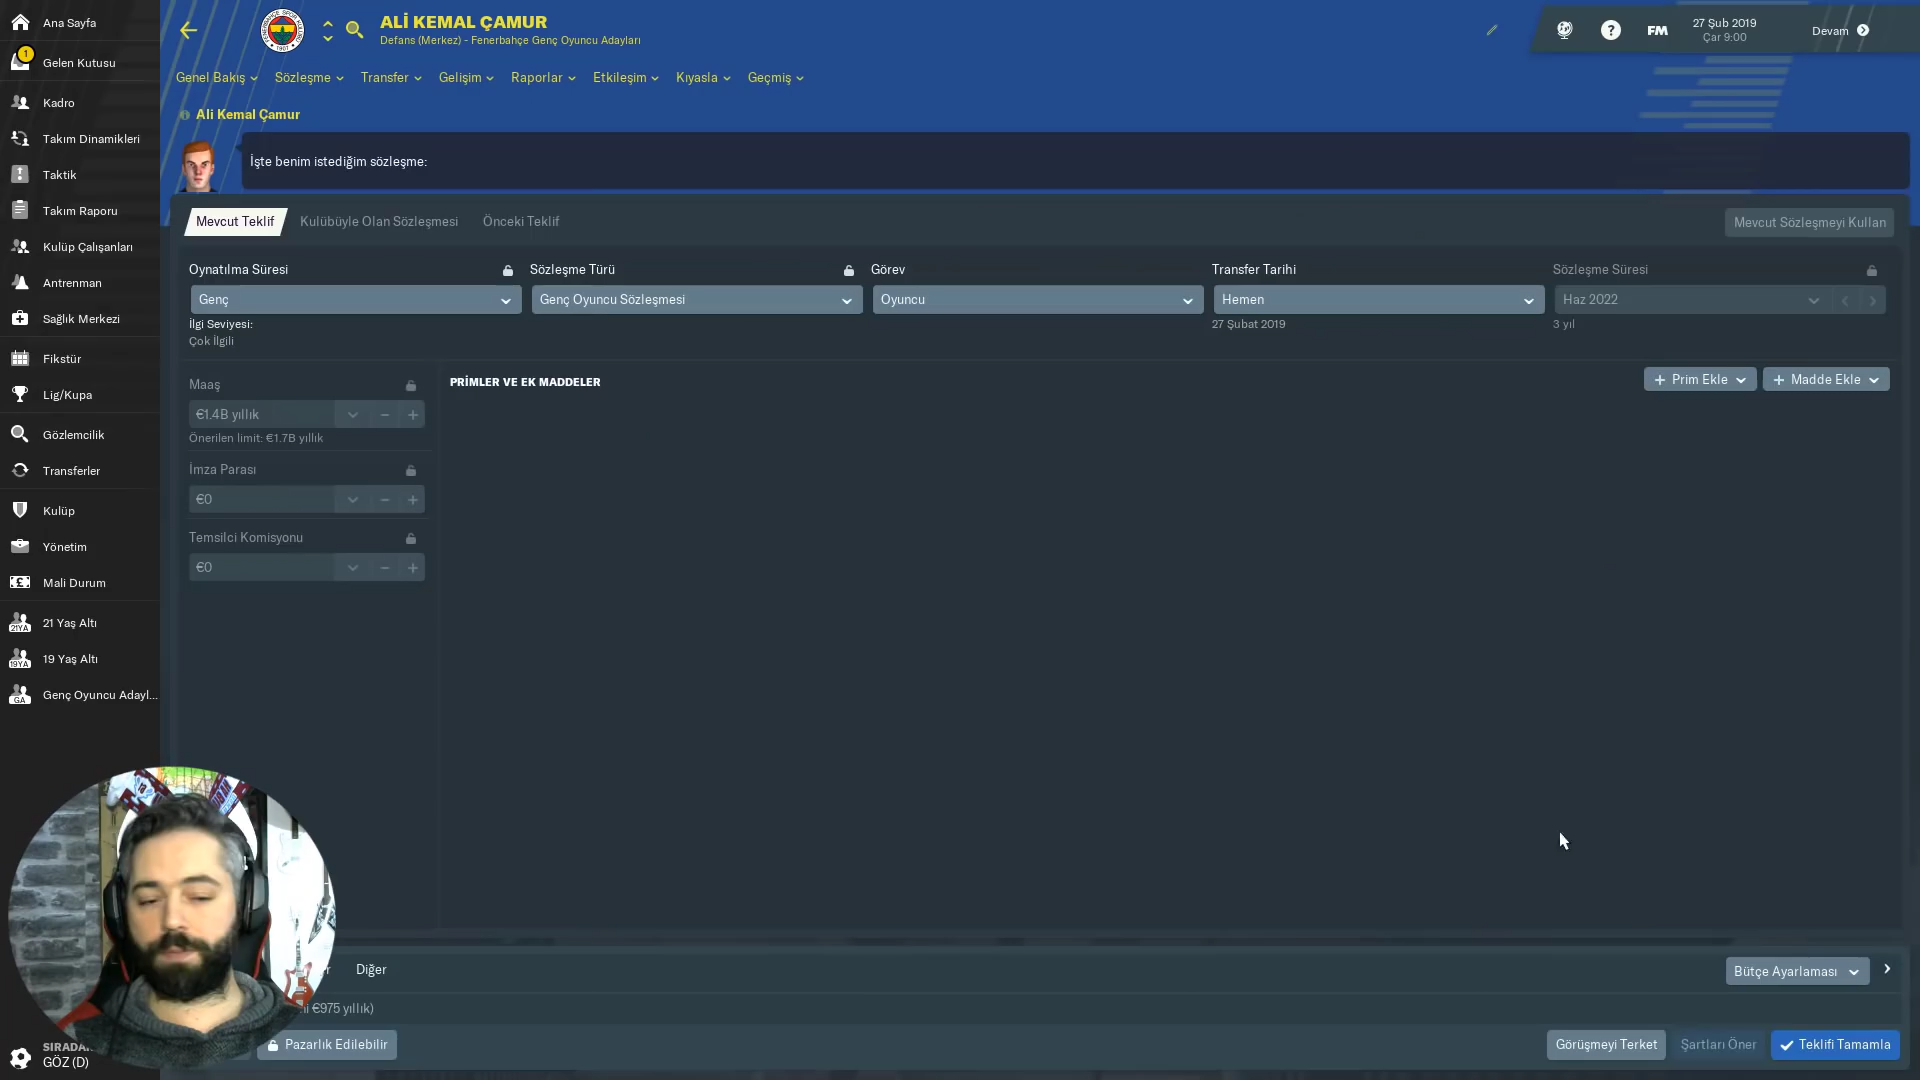 Ana Sayfa
1
Gelen Kutusu
Kadro
Takım Dinamikleri
Taktik
Takım Raporu
Kulüp Çalışanları
Antrenman
Sağlık Merkezi
Fikstür
Lig/Kupa
Gözlemcilik
Transferler
Kulüp
Yönetim
Mali Durum
21YA
21 Yaş Altı
19YA
19 Yaş Altı
GA
Genç Oyuncu Adayl...
GÖZ (D)
ALİ KEMAL ÇAMUR
Defans (Merkez) - Fenerbahçe Genç Oyuncu Adayları
FM
27 Şub 2019
Çar 9:00
Devam
Genel Bakış
Sözleşme
Transfer
Gelişim
Raporlar
Etkileşim
Kıyasla
Geçmiş
Ali Kemal Çamur
İşte benim istediğim sözleşme:
Mevcut Teklif
Kulübüyle Olan Sözleşmesi
Önceki Teklif
Mevcut Sözleşmeyi Kullan
Oynatılma Süresi
Sözleşme Türü
Görev
Transfer Tarihi
Sözleşme Süresi
Genç
Genç Oyuncu Sözleşmesi
Oyuncu
Hemen
Haz 2022
İlgi Seviyesi:
Çok İlgili
27 Şubat 2019
3 yıl
Maaş
€1.4B yıllık
Önerilen limit: €1.7B yıllık
İmza Parası
€0
Temsilci Komisyonu
€0
PRİMLER VE EK MADDELER
+ Prim Ekle
+ Madde Ekle
Diğer
Bütçe Ayarlaması
€975 yıllık)
Pazarlık Edilebilir
Görüşmeyi Terket
Şartları Öner
Teklifi Tamamla